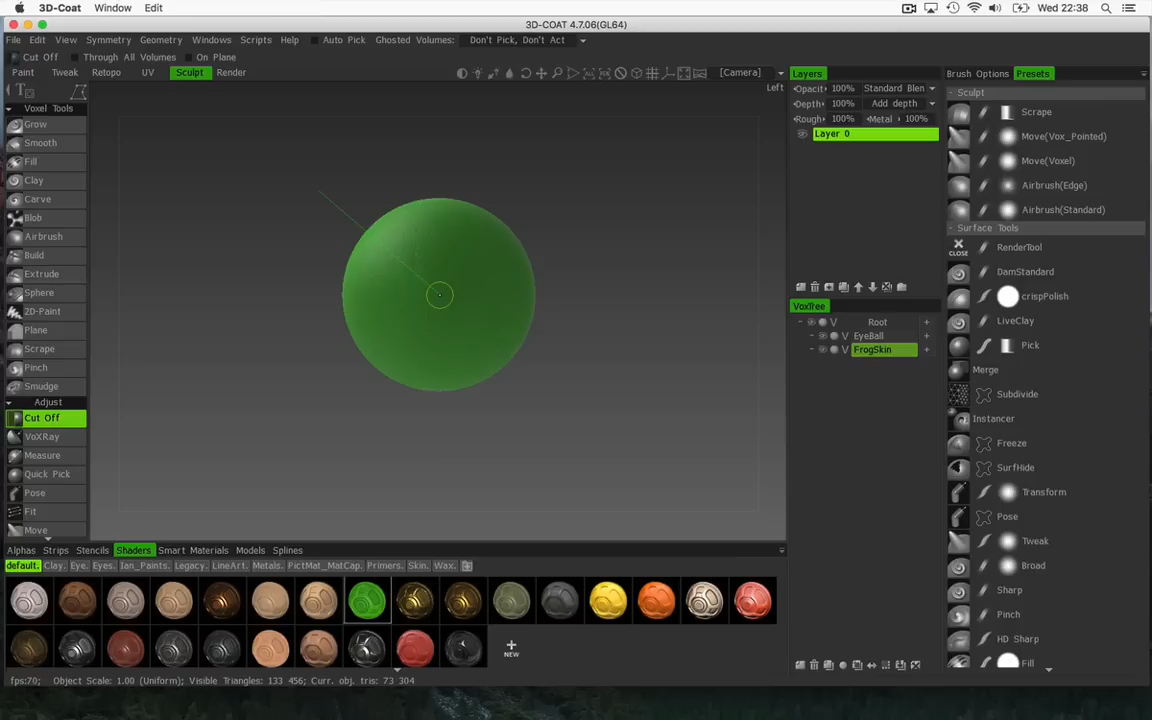 3D-Coat Window Edit Wed 22:38
3D-COAT 4.7.06(GL64)
File Edit View Symmetry Geometry Windows Scripts Help Auto Pick Ghosted Volumes: Don't Pick, Don't Act
Cut Off Through All Volumes On Plane
Paint Tweak Retopo UV Sculpt Render [Camera]
Left
Voxel Tools
Grow
Smooth
Fill
Clay
Carve
Blob
Airbrush
Build
Extrude
Sphere
2D-Paint
Plane
Scrape
Pinch
Smudge
Adjust
Cut Off
VoXRay
Measure
Quick Pick
Pose
Fit
Move
Layers
Opacit 100% Standard Blen
Depth 100% Add depth
Rough 100% Metal 100%
Layer 0
VoxTree
V Root +
V EyeBall +
V FrogSkin +
Brush Options Presets
Sculpt
Scrape
Move(Vox_Pointed)
Move(Voxel)
Airbrush(Edge)
Airbrush(Standard)
Surface Tools
CLOSE RenderTool
DamStandard
crispPolish
LiveClay
Pick
Merge
Subdivide
Instancer
Freeze
SurfHide
Transform
Pose
Tweak
Broad
Sharp
Pinch
HD Sharp
Fill
Alphas Strips Stencils Shaders Smart Materials Models Splines
default. Clay. Eye. Eyes. Ian_Paints. Legacy. LineArt. Metals. PictMat_MatCap. Primers. Skin. Wax.
NEW
fps:70; Object Scale: 1.00 (Uniform); Visible Triangles: 133 456; Curr. obj. tris: 73 304